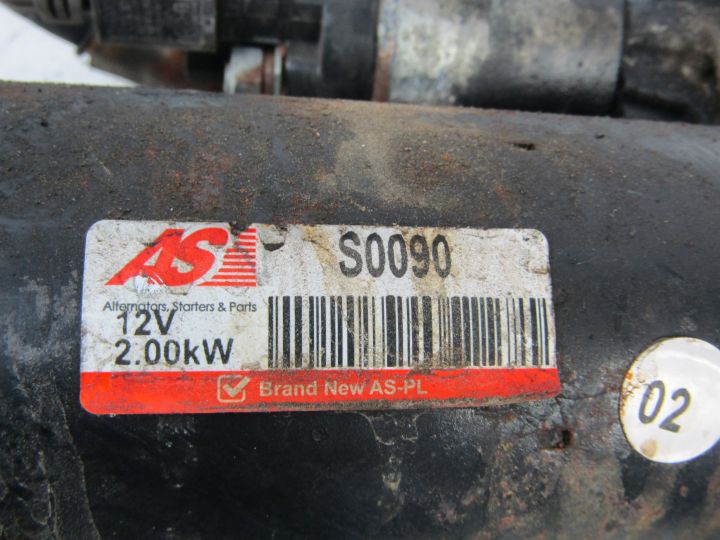 AS
S0090
Alternators, Starters & Parts
12V
2.00kW
Brand New AS-PL
02